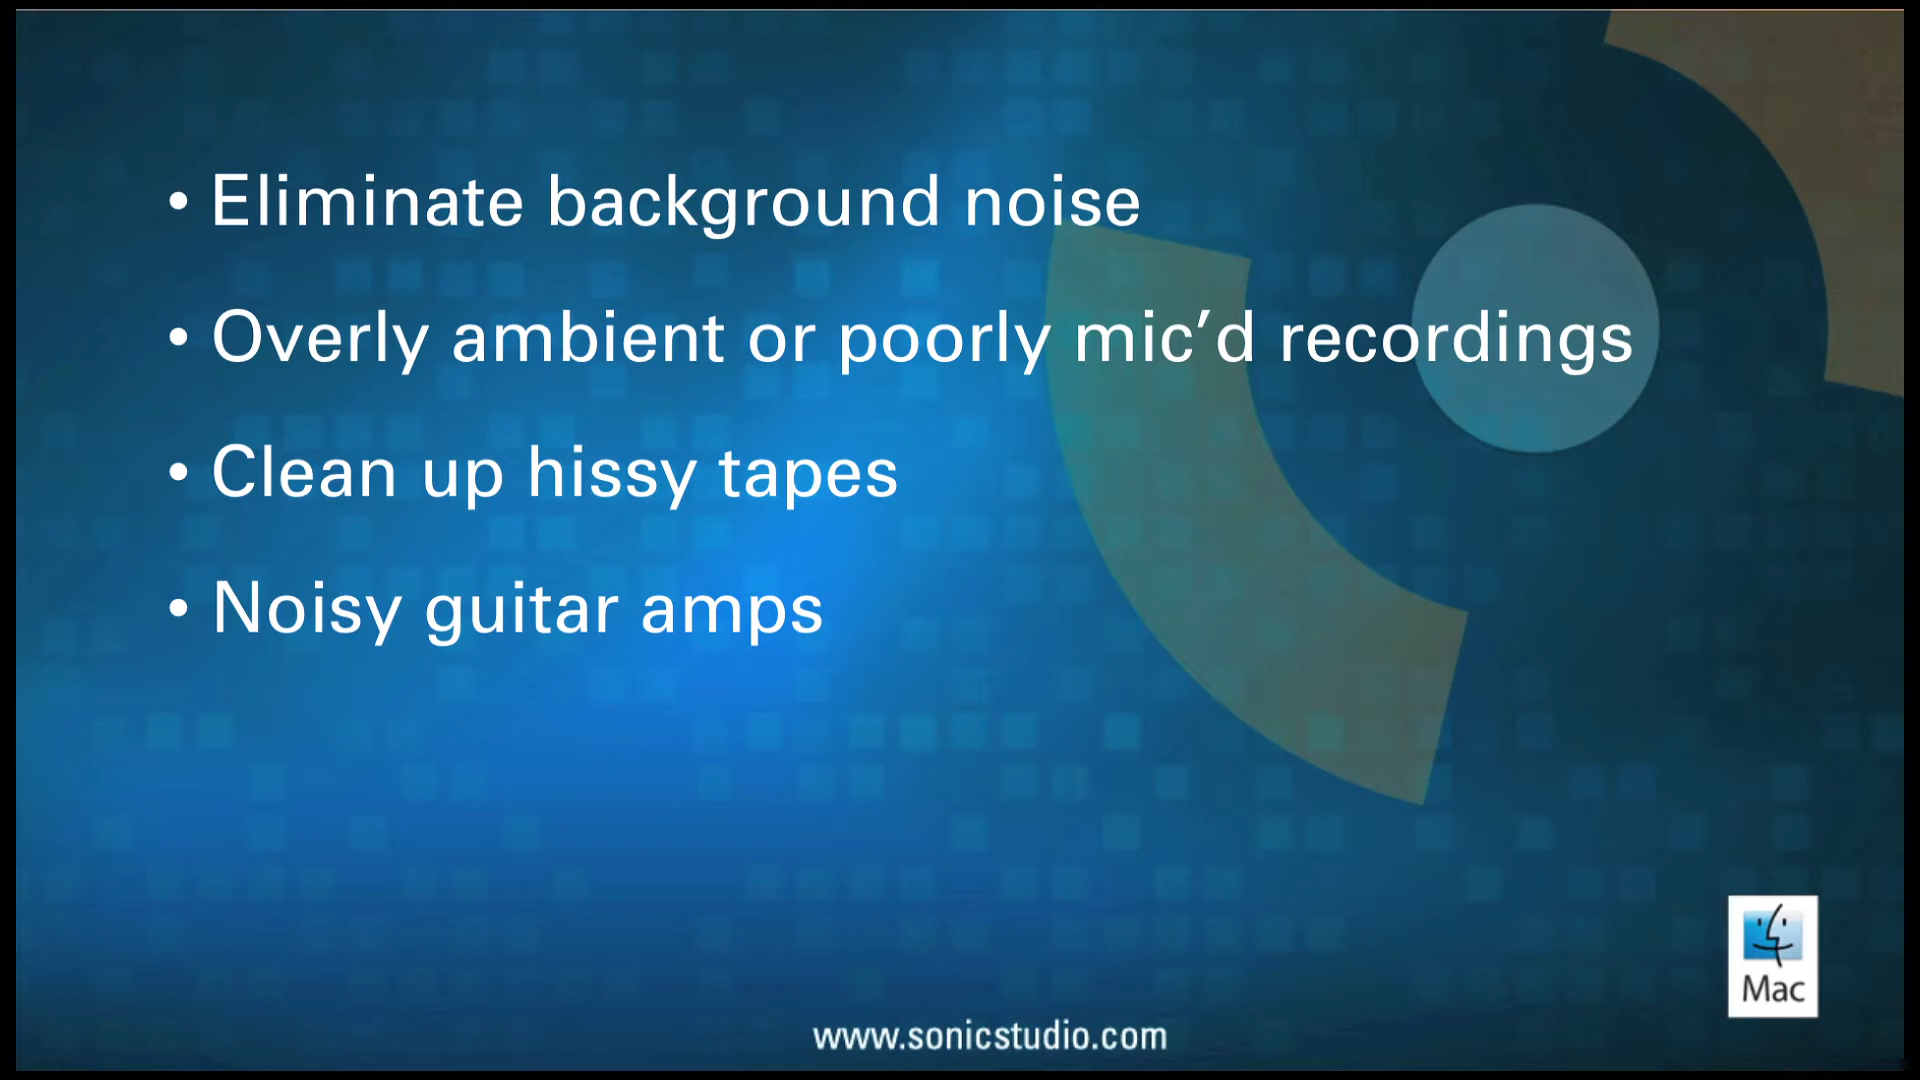 • Eliminate background noise
• Overly ambient or poorly mic’d recordings
• Clean up hissy tapes
• Noisy guitar amps
Mac
www.sonicstudio.com